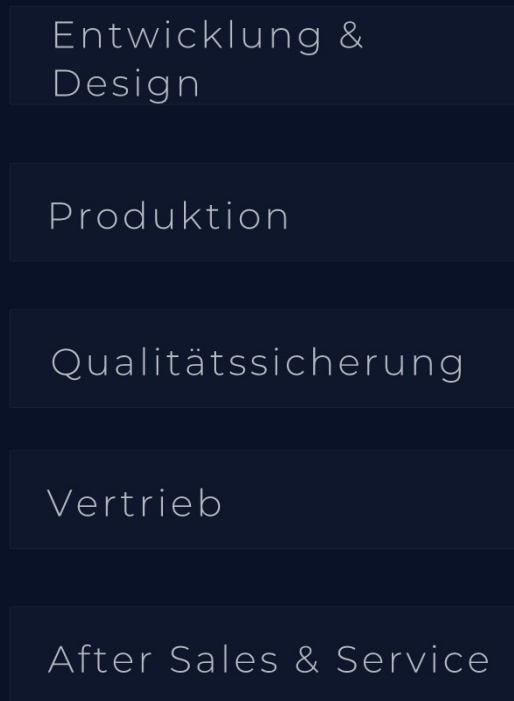 Entwicklung &
Design
Produktion
Qualitätssicherung
Vertrieb
After Sales & Service